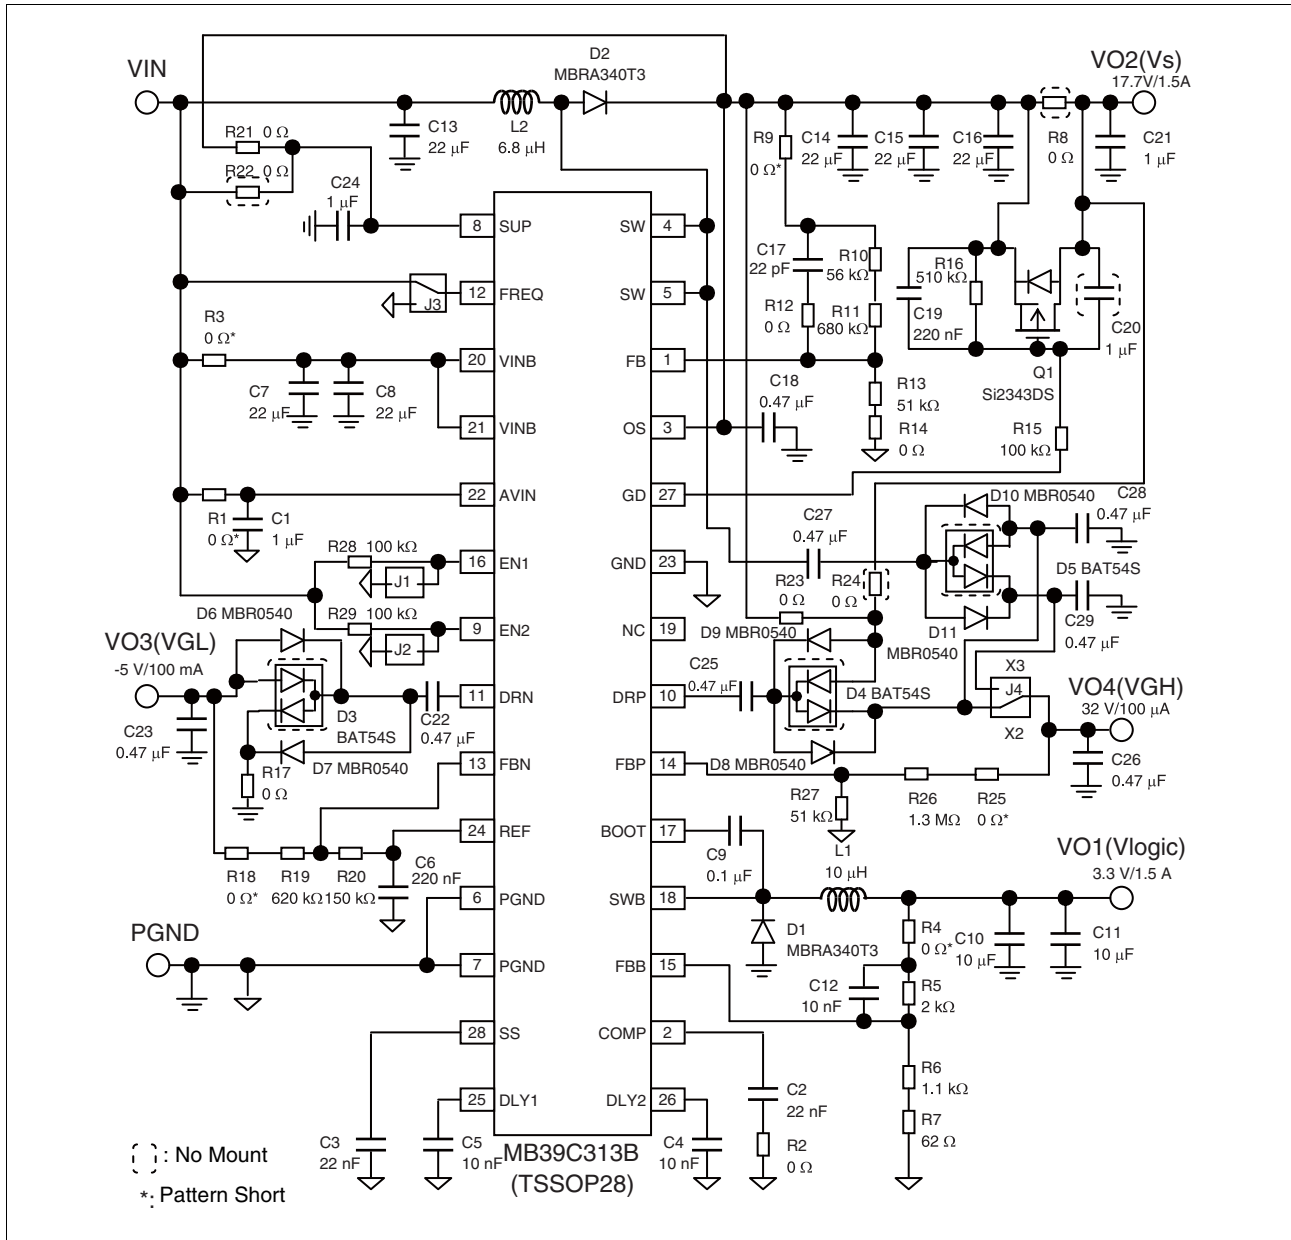 VIN
D2
MBRA340T3
VO2(Vs)
17.7V/1.5A
R21 0 Ω
R22 0 Ω
C13
22 μF
L2
6.8 μH
R9
0 Ω*
C14
22 μF
C15
22 μF
C16
22 μF
R8
0 Ω
C21
1 μF
C24
1 μF
8 SUP
SW 4
C17
22 pF
R10
56 kΩ
R16
510 kΩ
J3
12 FREQ
SW 5
R12
0 Ω
R11
680 kΩ
C19
220 nF
C20
1 μF
R3
0 Ω*
20 VINB
FB 1
Q1
Si2343DS
C7
22 μF
C8
22 μF
C18
0.47 μF
R13
51 kΩ
R14
0 Ω
21 VINB
OS 3
R15
100 kΩ
22 AVIN
GD 27
R1
0 Ω*
C1
1 μF
C27
0.47 μF
D10 MBR0540
C28
0.47 μF
R28 100 kΩ
J1
16 EN1
GND 23
R23
0 Ω
R24
0 Ω
D5 BAT54S
D6 MBR0540
R29 100 kΩ
J2
9 EN2
NC 19
D9 MBR0540
D11
MBR0540
C29
0.47 μF
VO3(VGL)
-5 V/100 mA
C25
0.47 μF
X3
J4
X2
11 DRN
DRP 10
D4 BAT54S
VO4(VGH)
32 V/100 μA
C23
0.47 μF
D3
BAT54S
C22
0.47 μF
D7 MBR0540
R17
0 Ω
13 FBN
FBP 14
D8 MBR0540
C26
0.47 μF
R27
51 kΩ
R26
1.3 MΩ
R25
0 Ω*
24 REF
BOOT 17
C9
0.1 μF
L1
10 μH
VO1(Vlogic)
3.3 V/1.5 A
R18
0 Ω*
R19
620 kΩ
R20
150 kΩ
C6
220 nF
6 PGND
SWB 18
PGND
D1
MBRA340T3
R4
0 Ω*
C10
10 μF
C11
10 μF
7 PGND
FBB 15
C12
10 nF
R5
2 kΩ
28 SS
COMP 2
R6
1.1 kΩ
R7
62 Ω
25 DLY1
DLY2 26
C2
22 nF
R2
0 Ω
C3
22 nF
C5
10 nF
C4
10 nF
MB39C313B
(TSSOP28)
: No Mount
*: Pattern Short